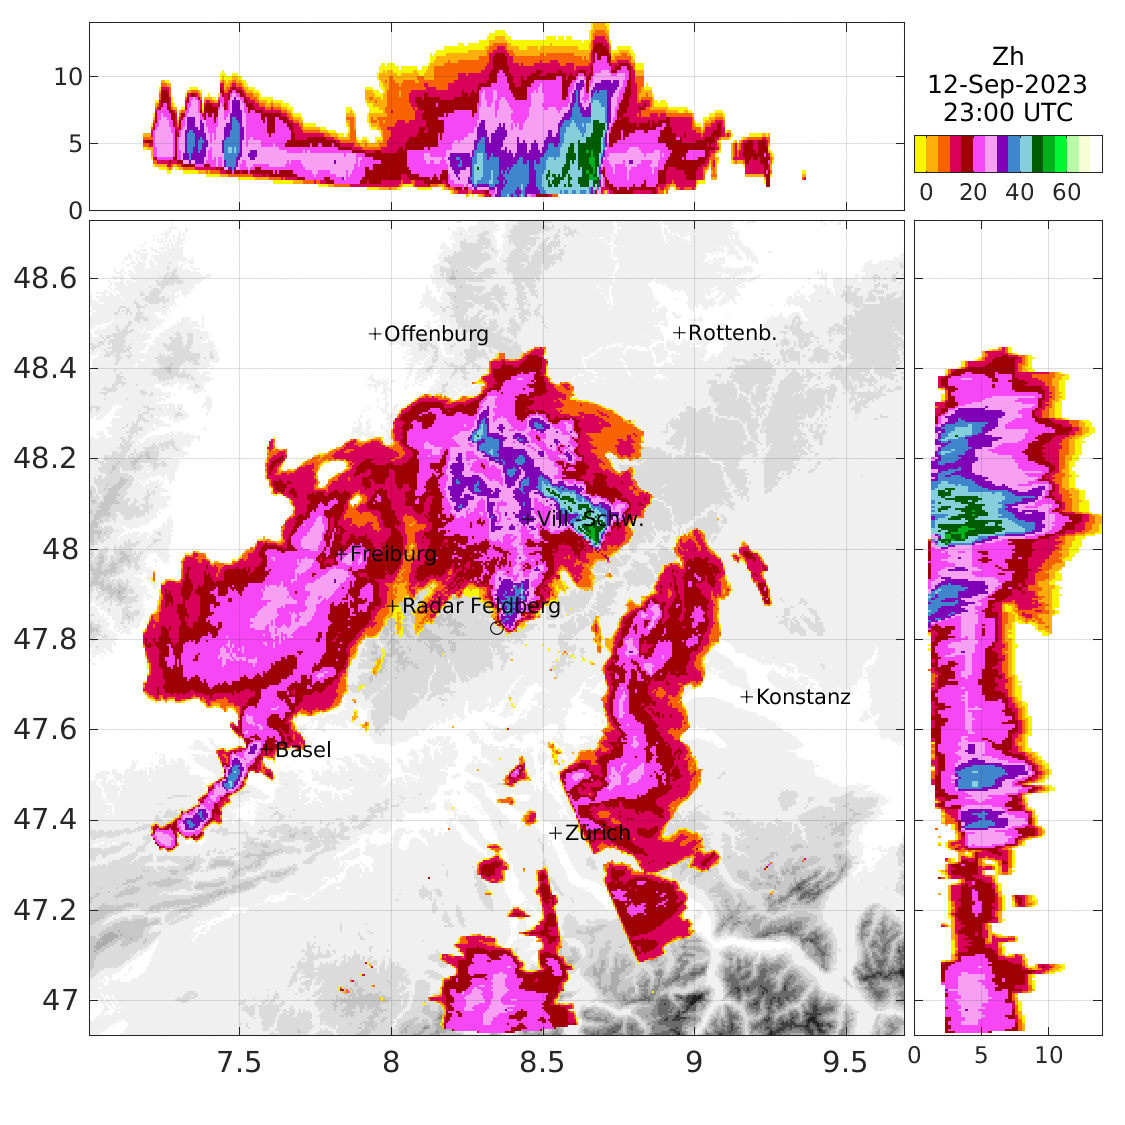 Zh
12-Sep-2023
23:00 UTC
0 20 40 60
10
5
0
48.6
48.4
48.2
48
47.8
47.6
47.4
47.2
47
Offenburg
Rottenb.
Vill.-Schw.
Freiburg
Radar Feldberg
Konstanz
Basel
Zürich
7.5 8 8.5 9 9.5
0 5 10